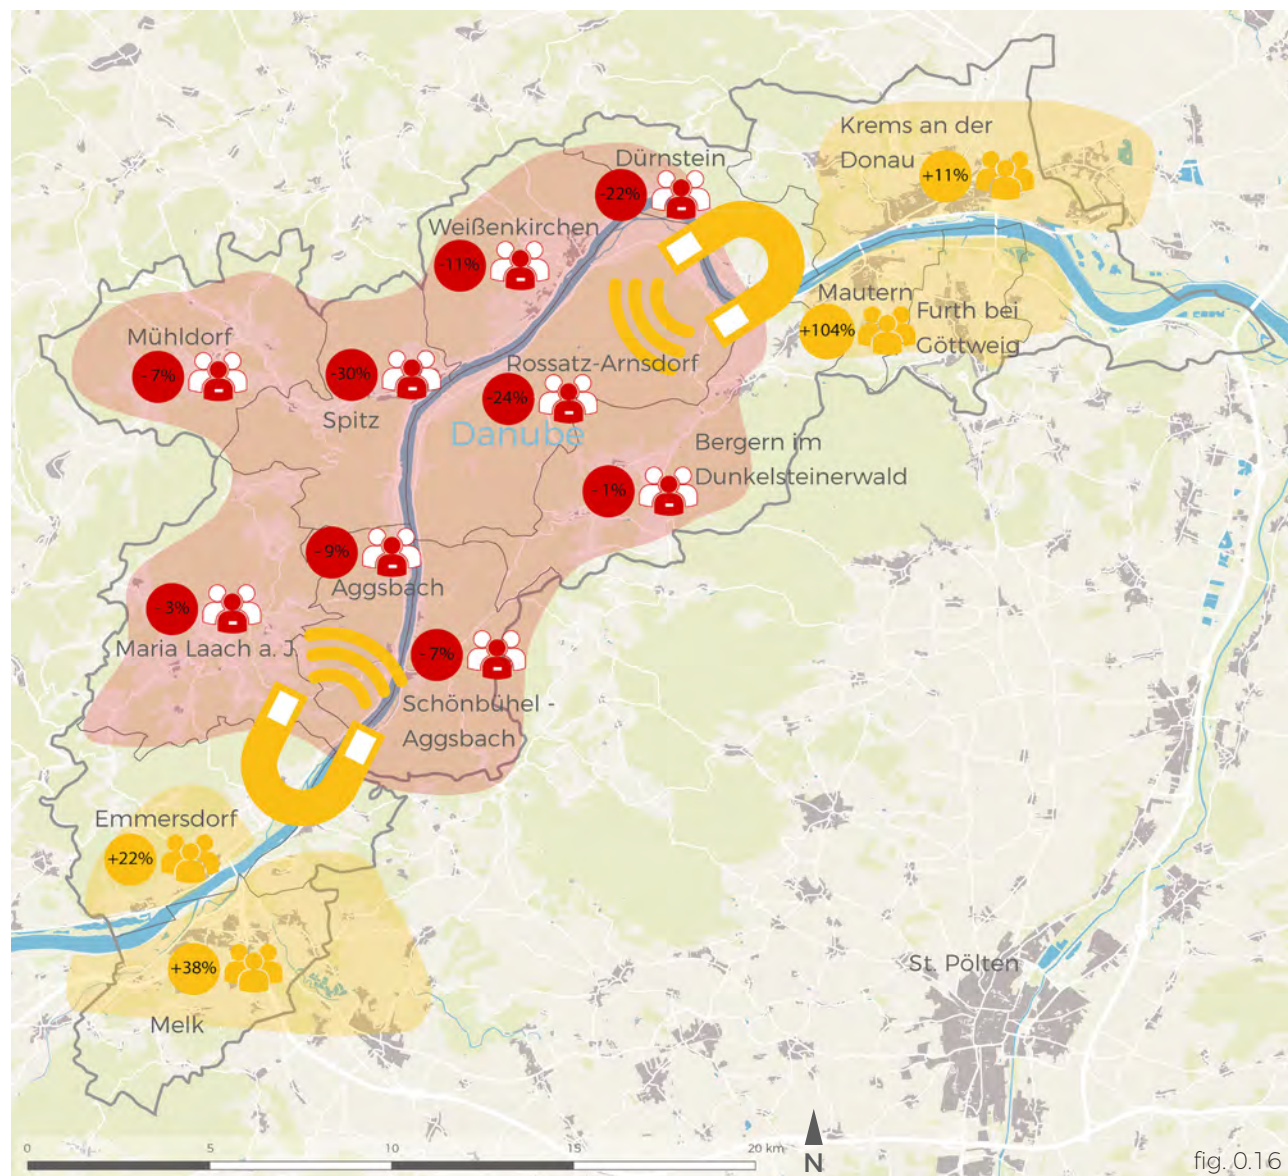 Krems an der
Donau
+11%
Dürnstein
-22%
Weißenkirchen
-11%
Mautern
+104%
Furth bei
Göttweig
Mühldorf
-7%
-30%
Spitz
Rossatz-Arnsdorf
-24%
Danube
Bergern im
Dunkelsteinerwald
-1%
-9%
Aggsbach
-3%
Maria Laach a. J
-7%
Schönbühel -
Aggsbach
Emmersdorf
+22%
+38%
Melk
St. Pölten
0 5 10 15 20 km
N
fig. 0.16